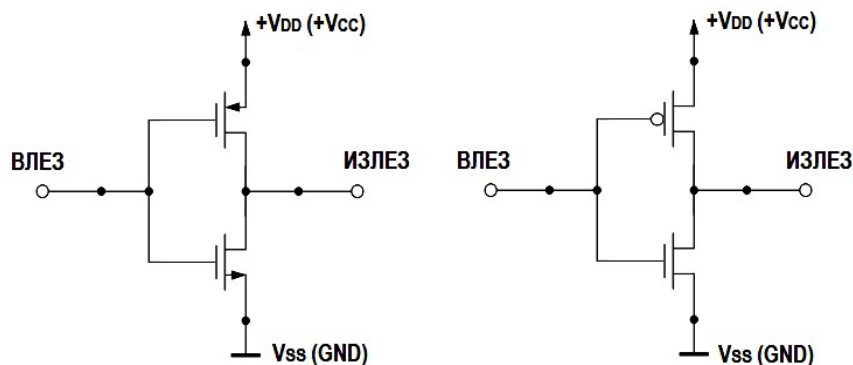 +VDD (+VCC)
ВЛЕЗ
ИЗЛЕЗ
VSS (GND)
+VDD (+VCC)
ВЛЕЗ
ИЗЛЕЗ
VSS (GND)